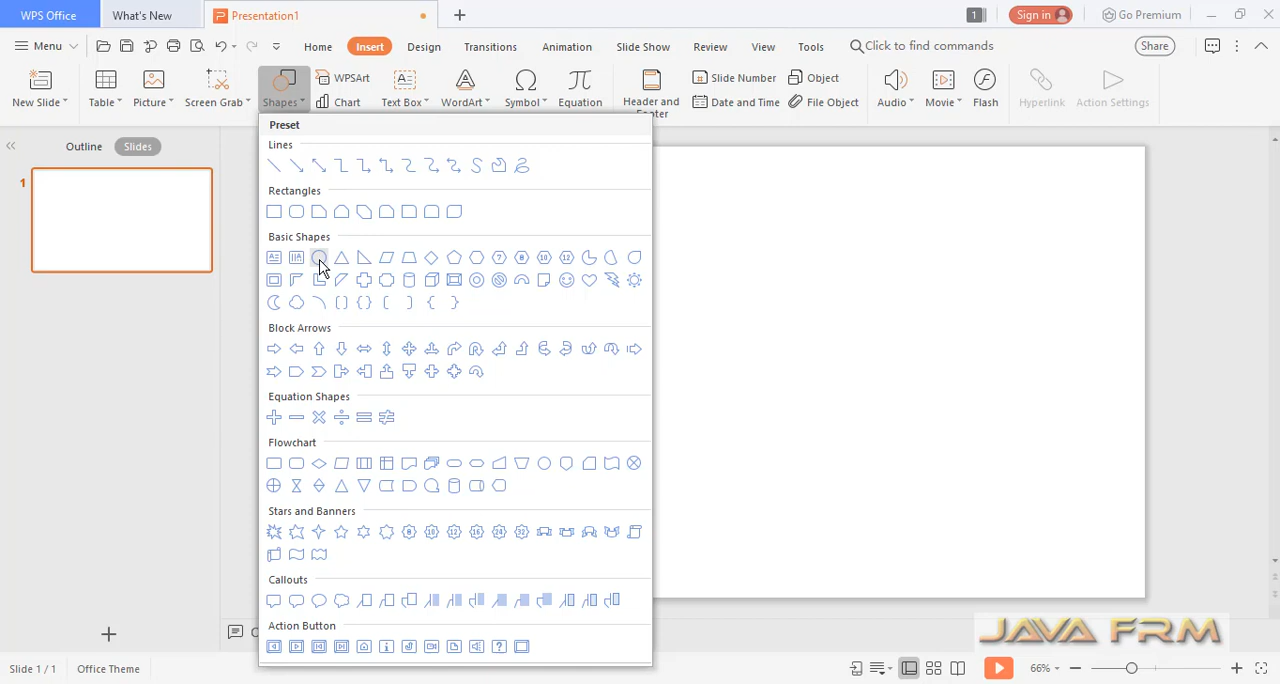 WPS Office What's New Presentation1 1 Sign in Go Premium
Menu Home Insert Design Transitions Animation Slide Show Review View Tools Click to find commands Share
WPSArt Slide Number Object
New Slide Table Picture Screen Grab Shapes Chart Text Box WordArt Symbol Equation Header and Footer Date and Time File Object Audio Movie Flash Hyperlink Action Settings
Preset
Outline Slides
1
Lines
Rectangles
Basic Shapes
Block Arrows
Equation Shapes
Flowchart
Stars and Banners
Callouts
Action Button
JAVA FRM
Slide 1 / 1 Office Theme 66%